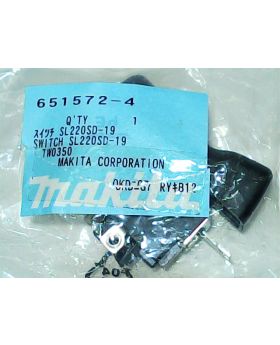 651572-4
Q'TY 1
スイッチ SL220SD-19
SWITCH SL220SD-19
TW0350
MAKITA CORPORATION
makita